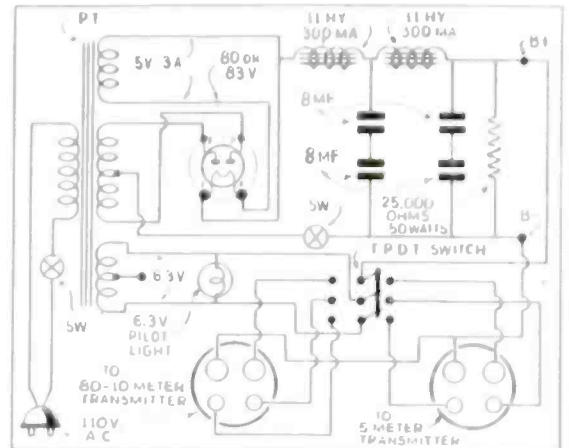 PT
11 HY
300 MA
11 HY
300 MA
B+
5V 3A
80 OR
83 V
8 MF
8 MF
SW
25,000
OHMS
50 WATTS
B-
T.P.D.T. SWITCH
6.3V
SW
6.3V
PILOT
LIGHT
TO
80-10 METER
TRANSMITTER
110V
A.C.
TO
5 METER
TRANSMITTER